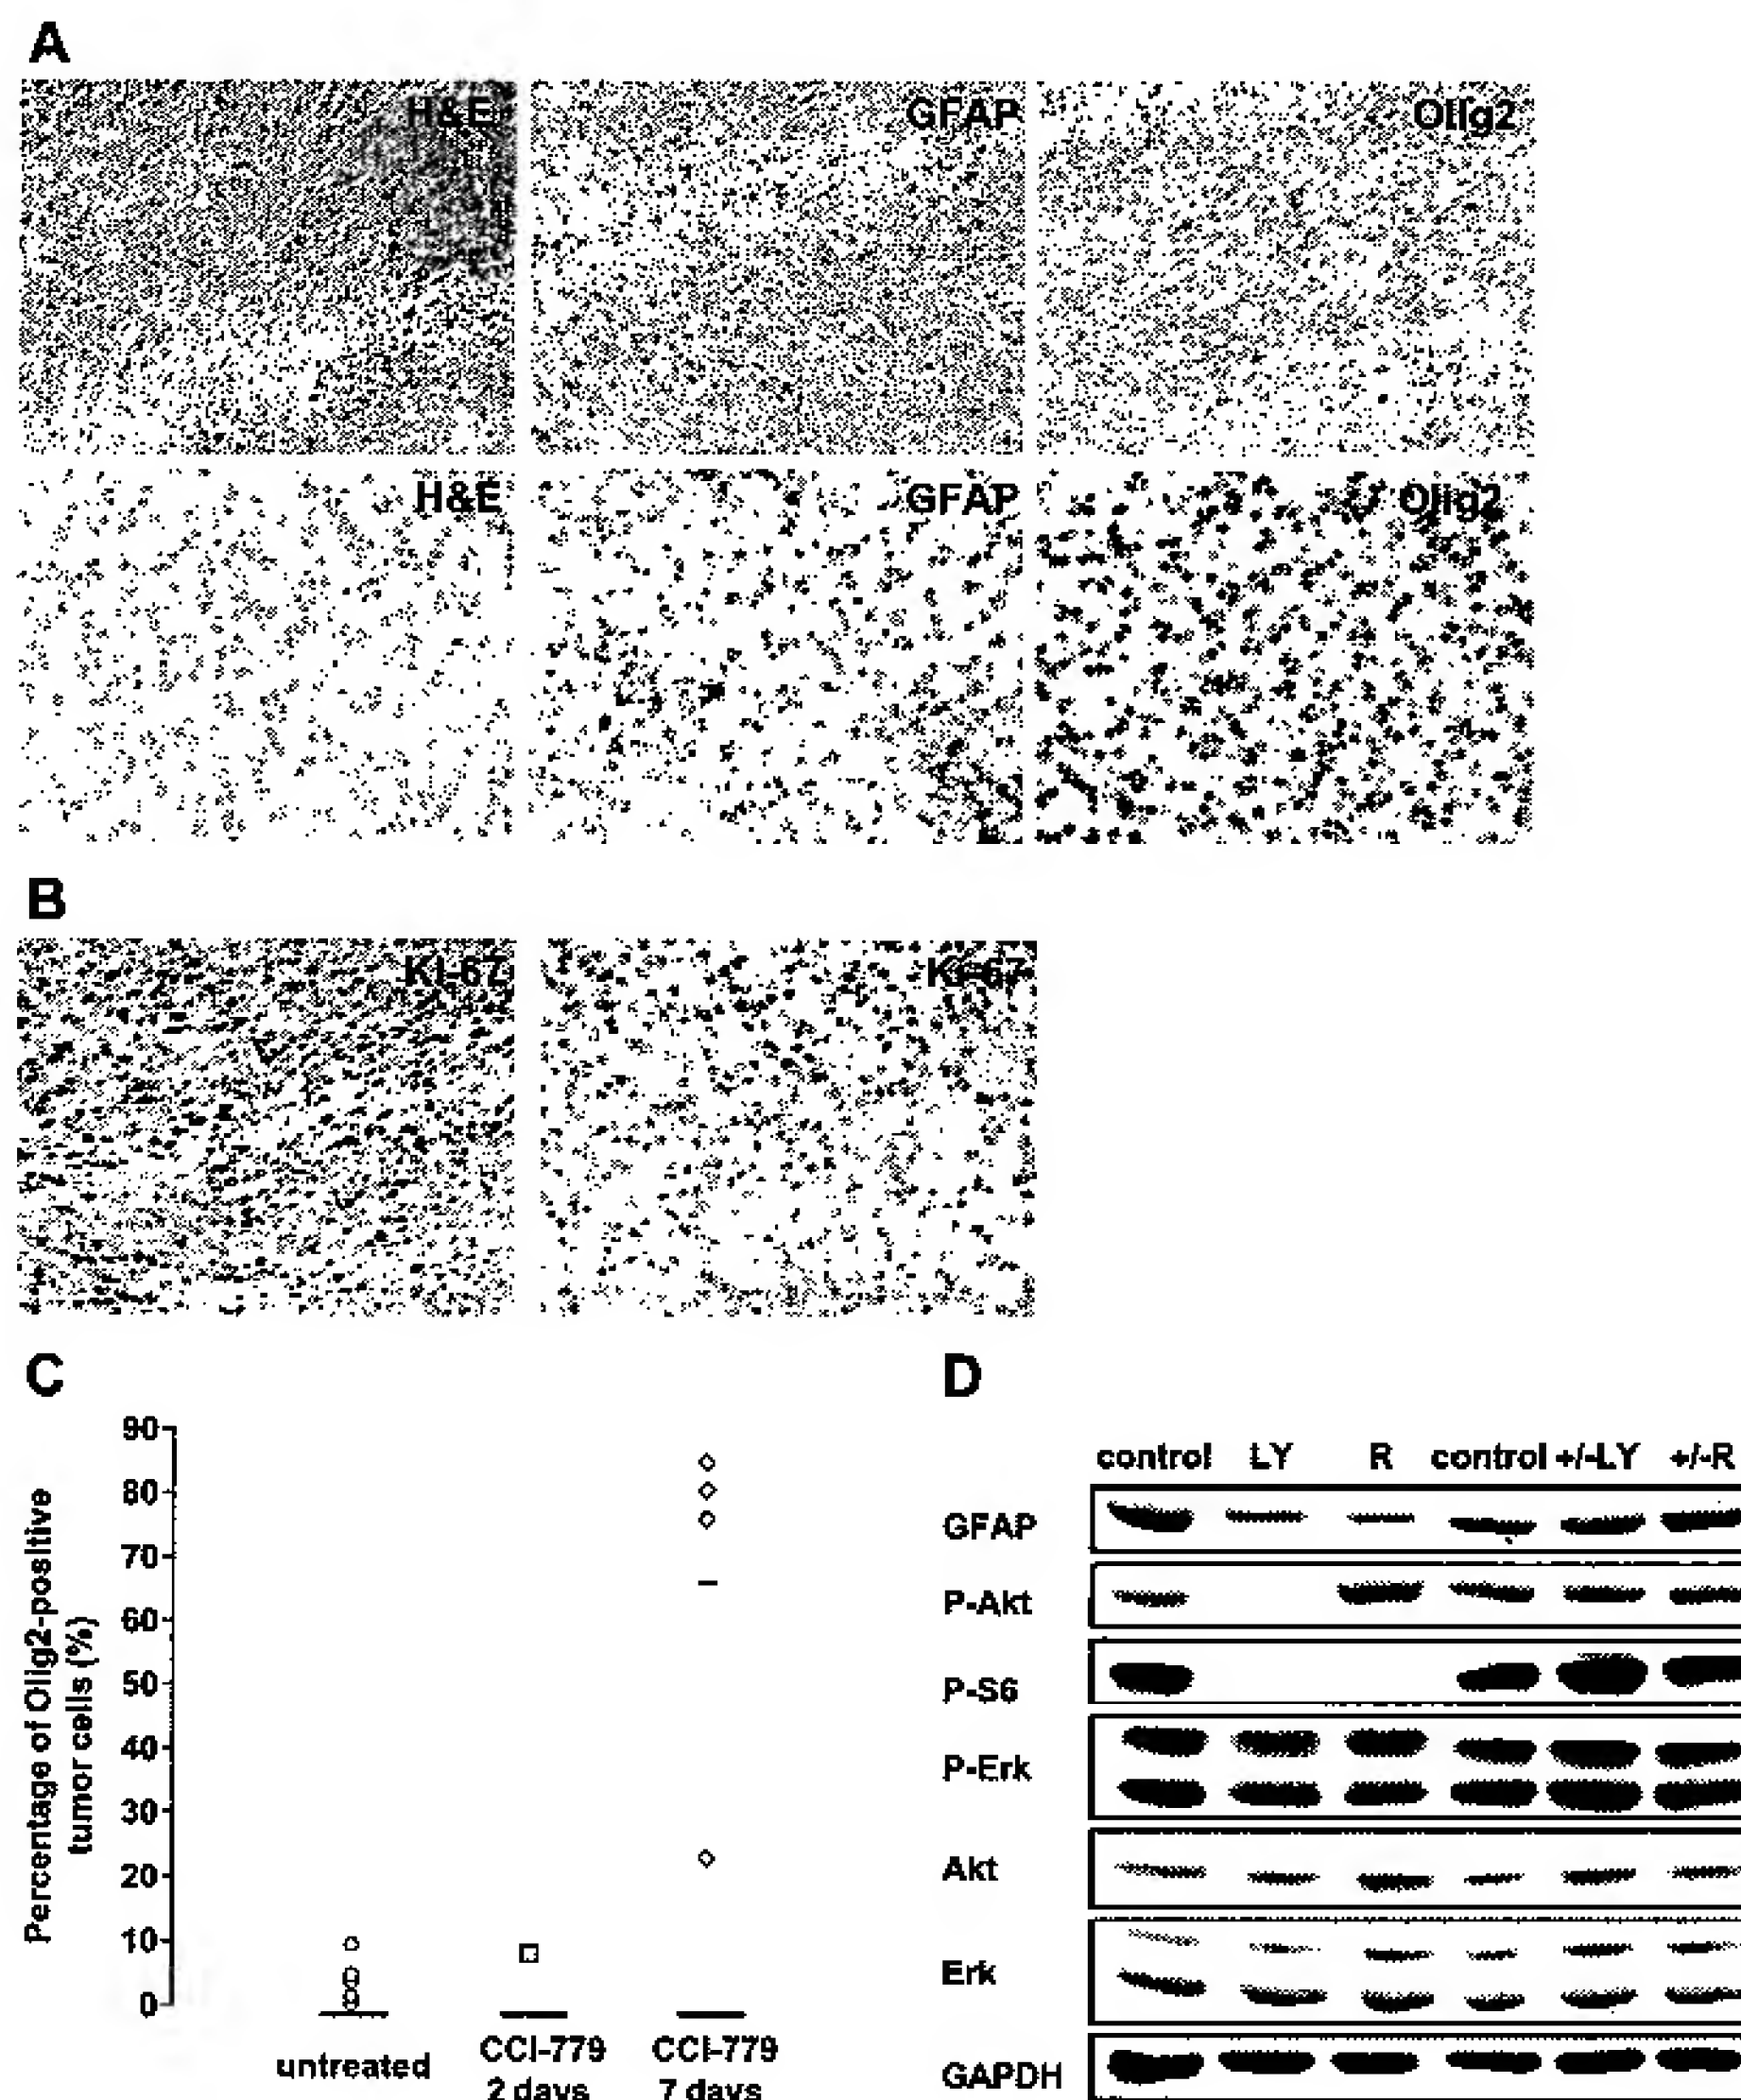 A
H&E
GFAP
Olig2
H&E
GFAP
Olig2
B
Ki-67
Ki-67
C
Percentage of Olig2-positive
tumor cells (%)
90
80
70
60
50
40
30
20
10
0
untreated
CCI-779
2 days
CCI-779
7 days
D
control LY R control +/-LY +/-R
GFAP
P-Akt
P-S6
P-Erk
Akt
Erk
GAPDH